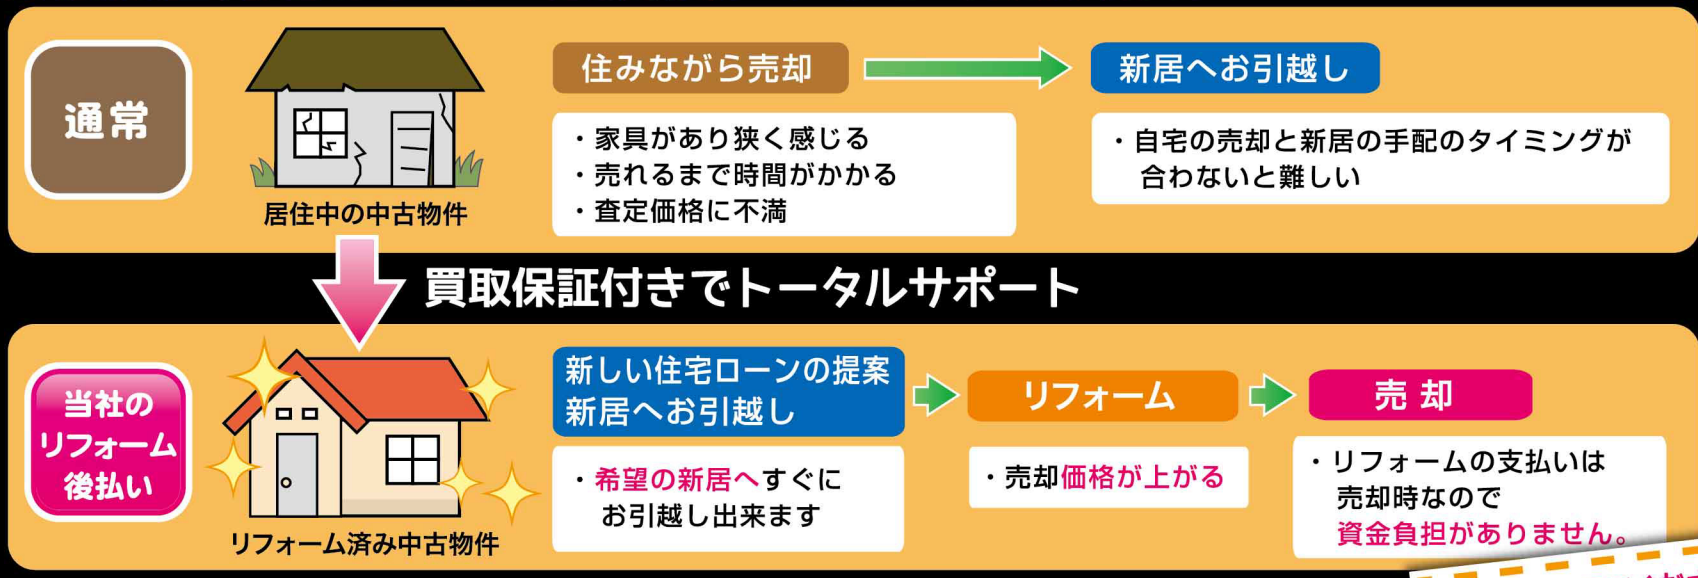 通常
居住中の中古物件
住みながら売却
・家具があり狭く感じる
・売れるまで時間がかかる
・査定価格に不満
新居へお引越し
・自宅の売却と新居の手配のタイミングが
合わないと難しい
買取保証付きでトータルサポート
当社の
リフォーム
後払い
リフォーム済み中古物件
新しい住宅ローンの提案
新居へお引越し
・希望の新居へすぐに
お引越し出来ます
リフォーム
・売却価格が上がる
売却
・リフォームの支払いは
売却時なので
資金負担がありません。